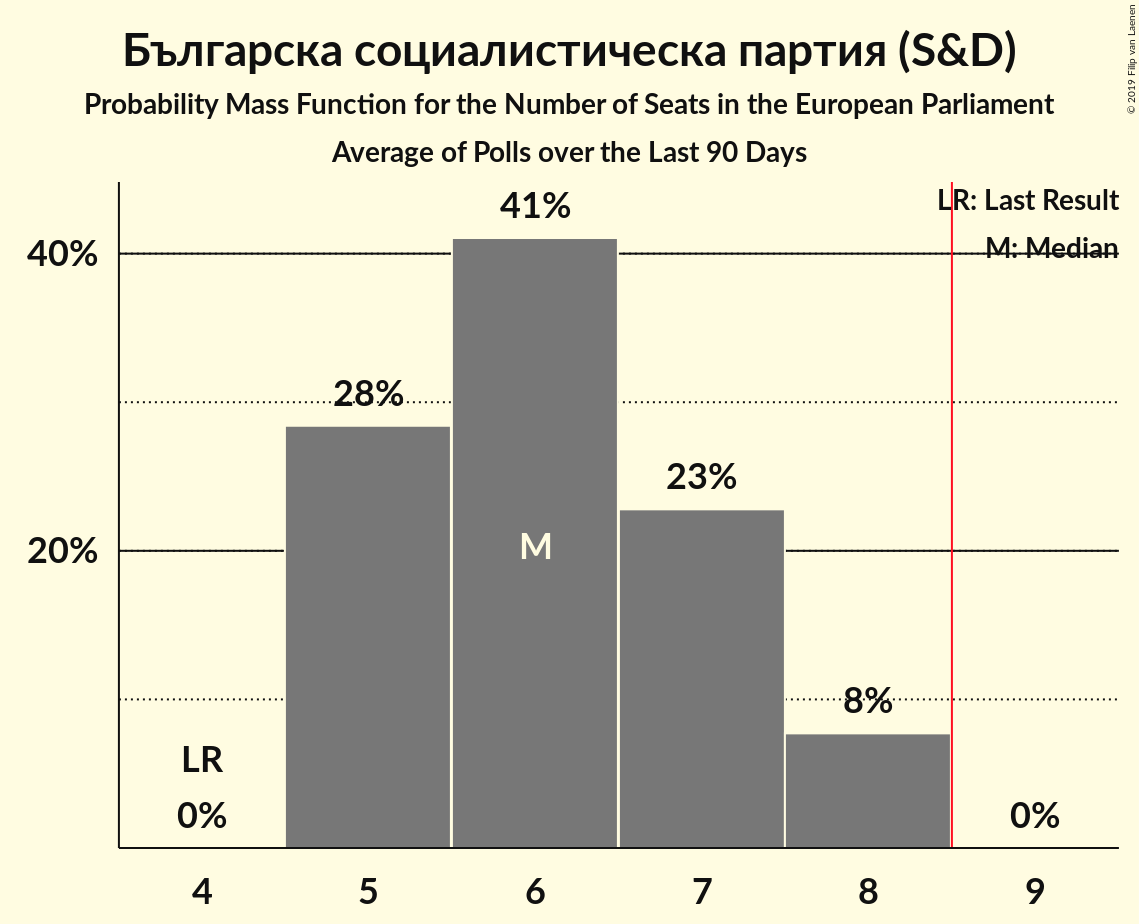 Българска социалистическа партия (S&D)
Probability Mass Function for the Number of Seats in the European Parliament
Average of Polls over the Last 90 Days
© 2019 Filip van Laenen
LR: Last Result
M: Median
41%
40%
28%
23%
M
20%
8%
LR
0%
0%
4 5 6 7 8 9